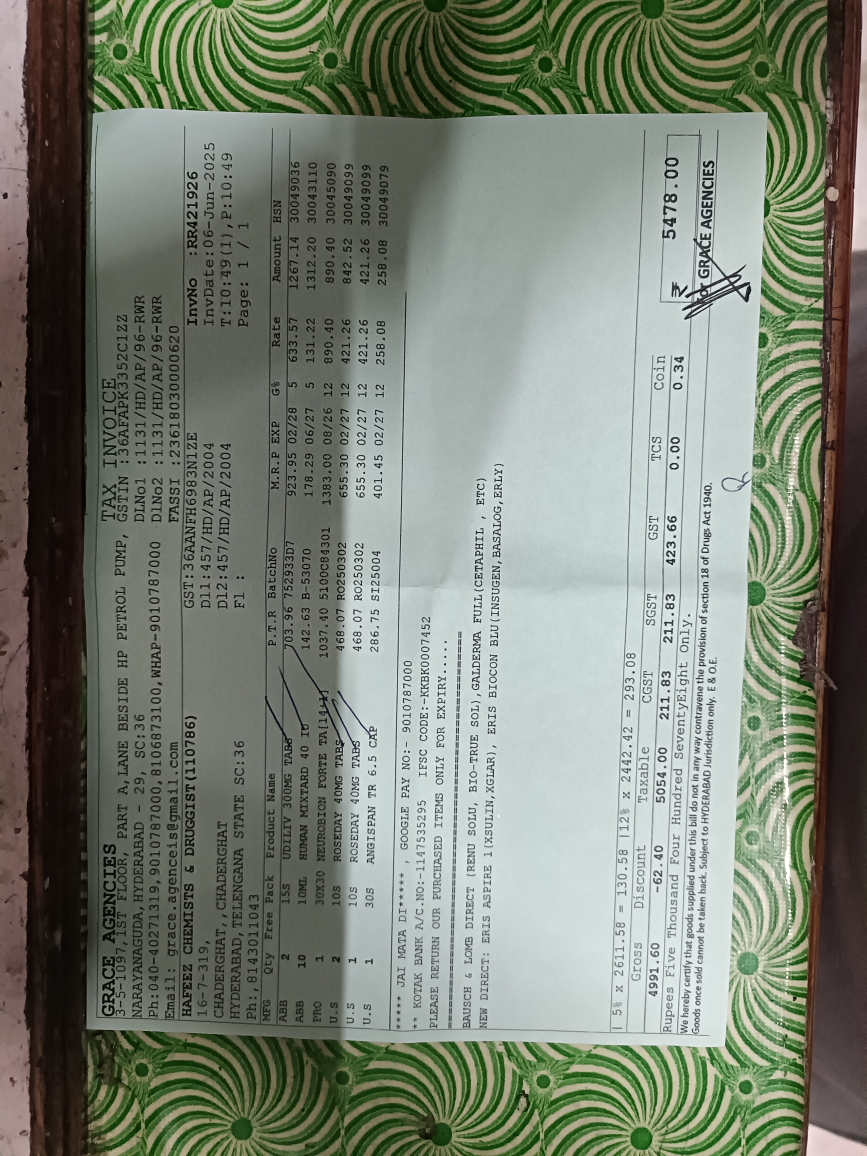 GRACE AGENCIES TAX INVOICE
3-5-1097,1ST FLOOR, PART A,LANE BESIDE HP PETROL PUMP, GSTIN :36AFAPK3352C1ZZ
NARAYANAGUDA,HYDERABAD - 29, SC:36 DLNo1 :1131/HD/AP/96-RWR
Ph:040-40271319,9010787000,8106873100,WHAP-9010787000 DlNo2 :1131/HD/AP/96-RWR
Email: grace.agenceis@gmail.com FASSI :23618030000620
HAFEEZ CHEMISTS & DRUGGIST(110786) GST:36AANFH6983N1ZE InvNo :RR421926
16-7-319, Dl1:457/HD/AP/2004 InvDate:06-Jun-2025
CHADERGHAT,,CHADERGHAT Dl2:457/HD/AP/2004 T:10:49(1),P:10:49
HYDERABAD,TELENGANA STATE SC:36 Fl : Page: 1 / 1
Ph:,8143011043
MFG Qty Free Pack Product Name P.T.R BatchNo M.R.P EXP G% Rate Amount HSN
ABB 2 15S UDILIV 300MG TABS 703.96 752933D7 923.95 02/28 5 633.57 1267.14 30049036
ABB 10 10ML HUMAN MIXTARD 40 IU 142.63 B-53070 178.29 06/27 5 131.22 1312.20 30043110
PRO 1 30X30 NEUROBION FORTE TA[14+1] 1037.40 5100C84301 1383.00 08/26 12 890.40 890.40 30045090
U.S 2 10S ROSEDAY 40MG TABS 468.07 RO250302 655.30 02/27 12 421.26 842.52 30049099
U.S 1 10S ROSEDAY 40MG TABS 468.07 RO250302 655.30 02/27 12 421.26 421.26 30049099
U.S 1 30S ANGISPAN TR 6.5 CAP 286.75 SI25004 401.45 02/27 12 258.08 258.08 30049079
***** JAI MATA DI***** , GOOGLE PAY NO:- 9010787000
** KOTAK BANK A/C.NO:-1147535295 IFSC CODE:-KKBK0007452
PLEASE RETURN OUR PURCHASED ITEMS ONLY FOR EXPIRY.....
BAUSCH & LOMB DIRECT (RENU SOLU, BIO-TRUE SOL),GALDERMA FULL(CETAPHIL , ETC)
NEW DIRECT: ERIS ASPIRE 1(XSULIN,XGLAR), ERIS BIOCON BLU(INSUGEN,BASALOG,ERLY)
| 5% x 2611.58 = 130.58 |12% x 2442.42 = 293.08
Gross Discount Taxable CGST SGST GST TCS Coin
4991.60 -62.40 5054.00 211.83 211.83 423.66 0.00 0.34 ₹ 5478.00
Rupees Five Thousand Four Hundred SeventyEight Only.
We hereby certify that goods supplied under this bill do not in any way contravene the provision of section 18 of Drugs Act 1940.
Goods once sold cannot be taken back. Subject to HYDERABAD Jurisdiction only. E & O.E.
for GRACE AGENCIES